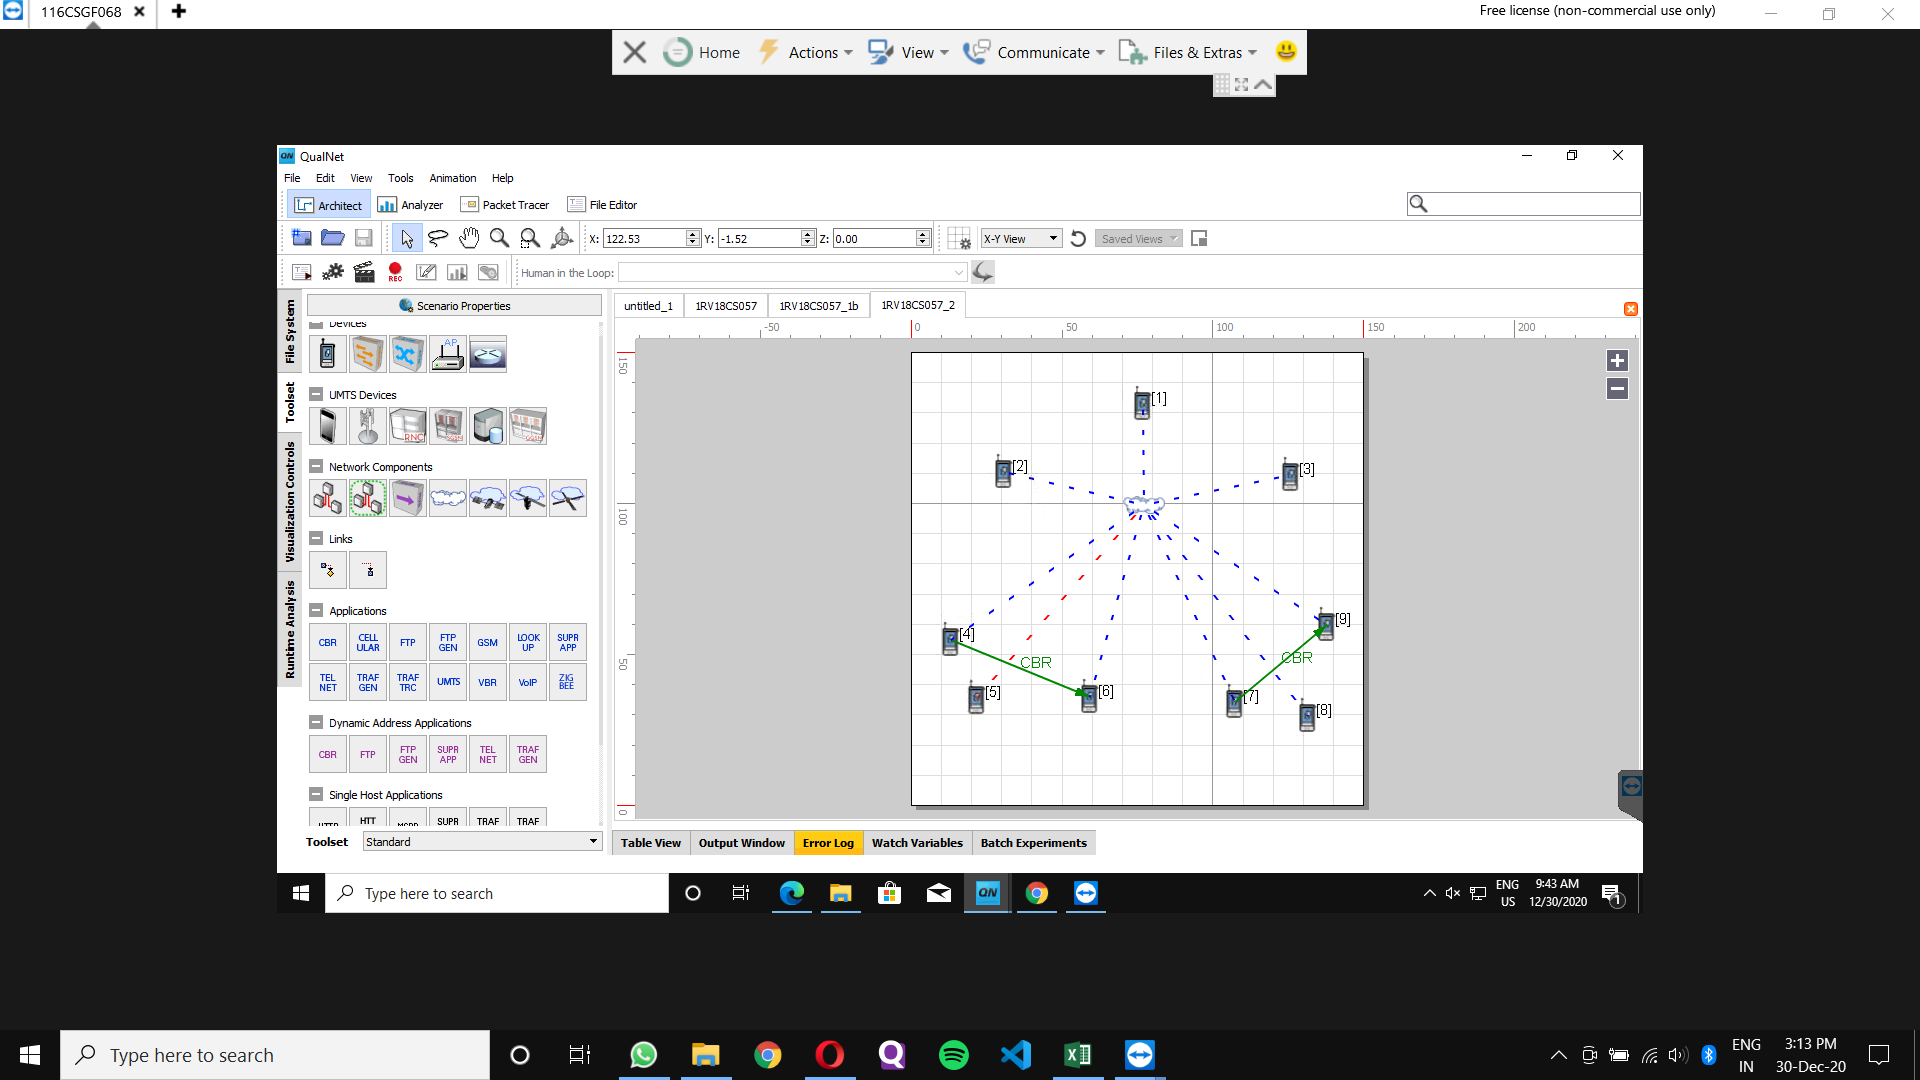 116CSGF068
Free license (non-commercial use only)
Home Actions View Communicate Files & Extras
QN QualNet
File Edit View Tools Animation Help
Architect Analyzer Packet Tracer File Editor
X: 122.53 Y: -1.52 Z: 0.00 X-Y View Saved Views
REC Human in the Loop:
File System
Toolset
Visualization Controls
Runtime Analysis
Scenario Properties
Devices
AP
UMTS Devices
RNC
Network Components
Links
Applications
CBR CELL ULAR FTP FTP GEN GSM LOOK UP SUPR APP
TEL NET TRAF GEN TRAF TRC UMTS VBR VoIP ZIG BEE
Dynamic Address Applications
CBR FTP FTP GEN SUPR APP TEL NET TRAF GEN
Single Host Applications
HTTP HTT MGRP SUPR TRAF TRAF
Toolset Standard
untitled_1 1RV18CS057 1RV18CS057_1b 1RV18CS057_2
-50 0 50 100 150 200
150
100
50
0
[1]
[2]
[3]
[4]
[5]
[6]
[7]
[8]
[9]
CBR
CBR
Table View Output Window Error Log Watch Variables Batch Experiments
Type here to search
QN
ENG
US
9:43 AM
12/30/2020
1
Type here to search
ENG
IN
3:13 PM
30-Dec-20